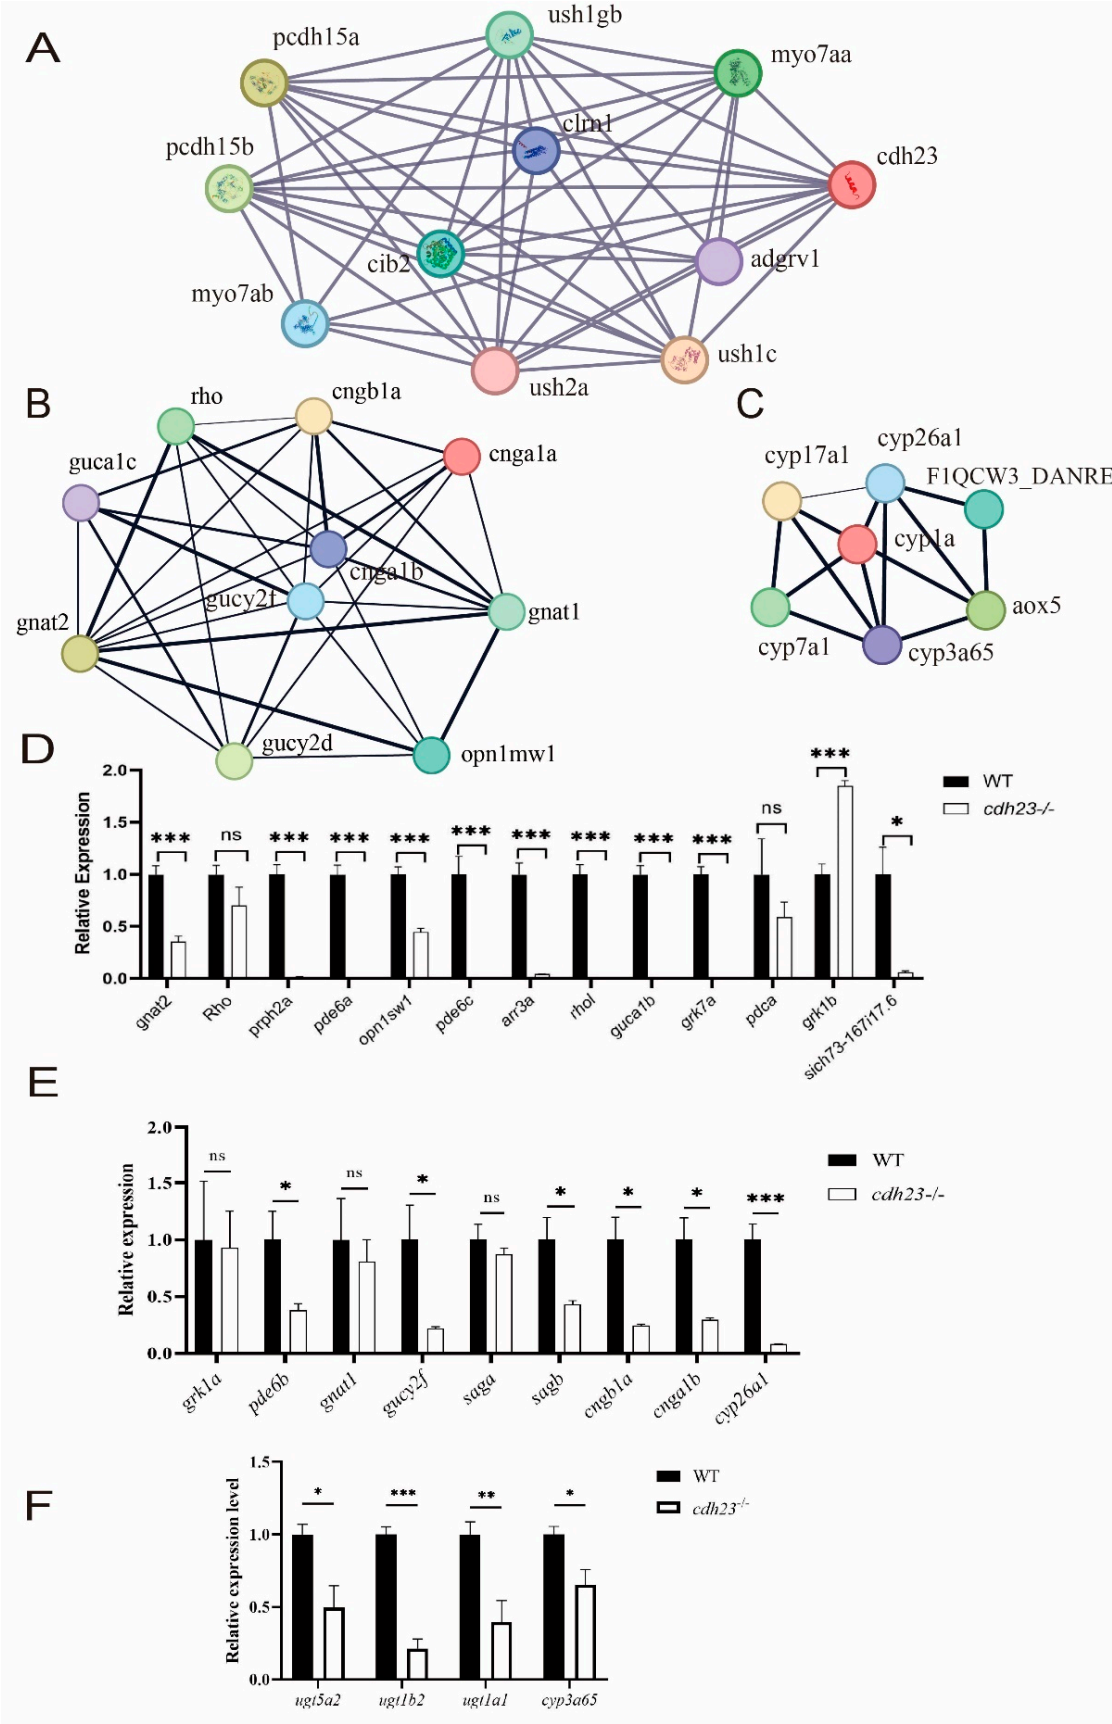 A
ush1gb
pcdh15a
myo7aa
clrn1
pcdh15b
cdh23
cib2
adgrv1
myo7ab
ush1c
ush2a
B
rho
cngb1a
C
cyp26a1
cyp17a1
guca1c
cnga1a
F1QCW3_DANRE
cyp1a
cnga1b
gucy2f
gnat1
aox5
gnat2
cyp7a1
cyp3a65
gucy2d
opn1mw1
D
Relative Expression
2.0
1.5
1.0
0.5
0.0
*** ns *** *** *** *** *** *** *** *** ns *** *
WT
cdh23-/-
gnat2 Rho prph2a pde6a opn1sw1 pde6c arr3a rhol guca1b grk7a pdca grk1b sich73-167i17.6
E
Relative expression
2.0
1.5
1.0
0.5
0.0
ns * ns * ns * * * ***
WT
cdh23-/-
grk1a pde6b gnat1 gucy2f saga sagb cngb1a cnga1b cyp26a1
F
Relative expression level
1.5
1.0
0.5
0.0
* *** ** *
WT
cdh23-/-
ugt5a2 ugt1b2 ugt1a1 cyp3a65